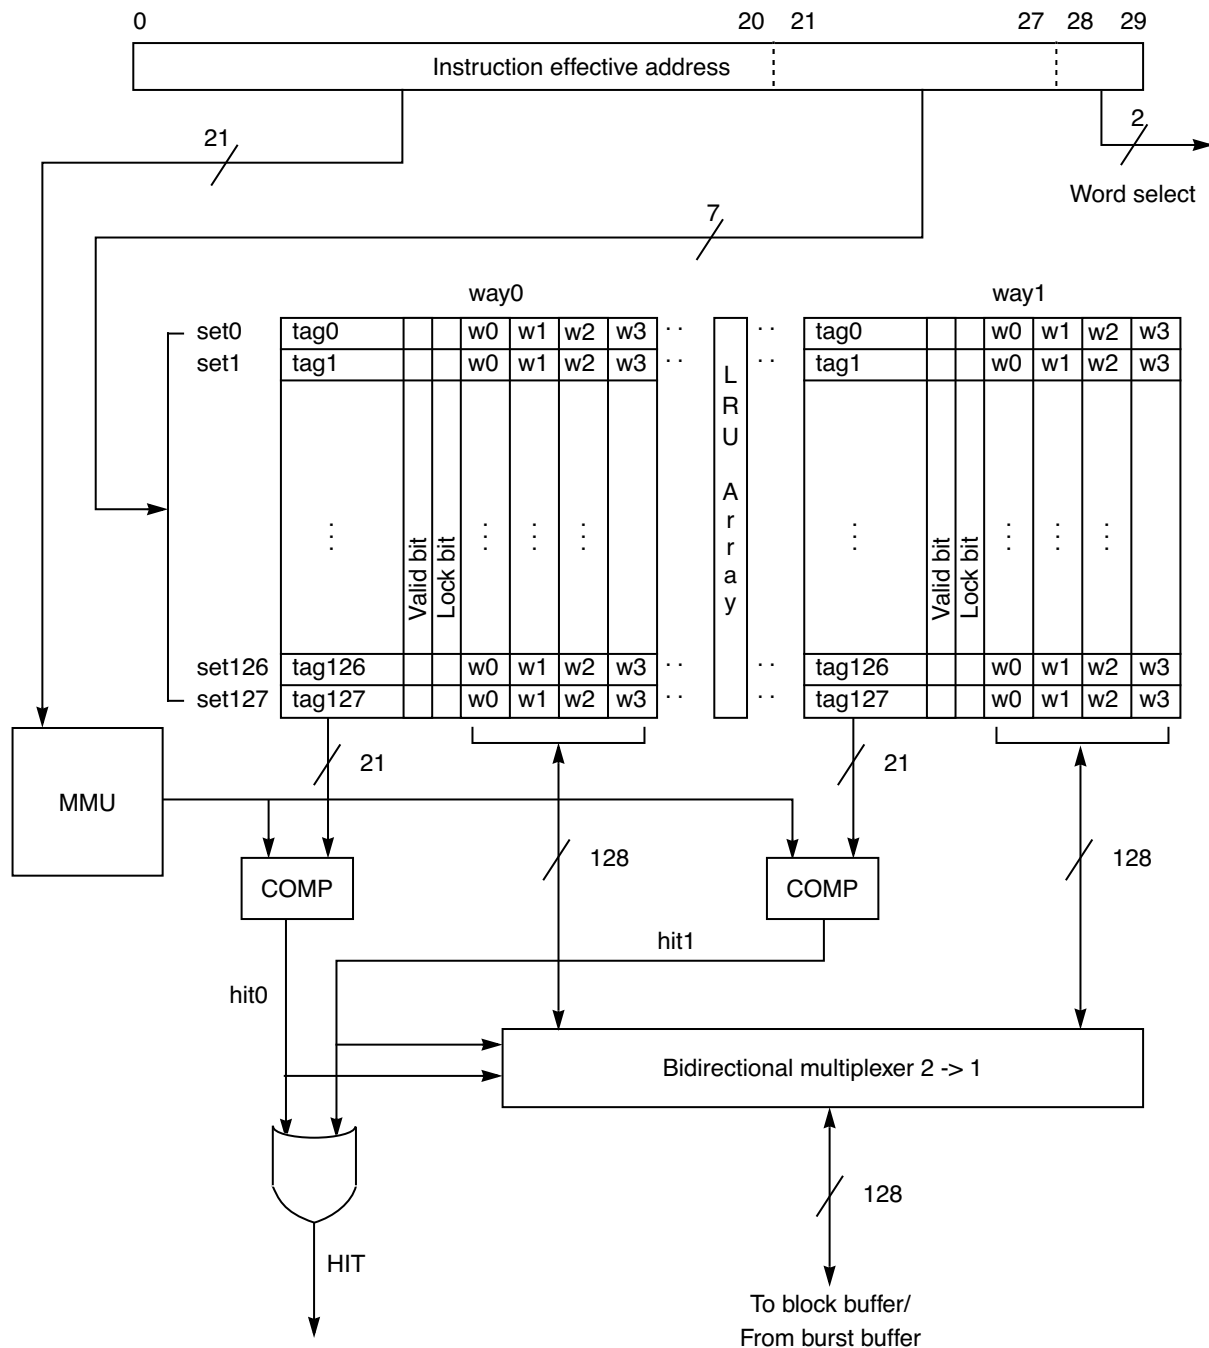 0 20 21 27 28 29
Instruction effective address
21
2
Word select
7
way0 way1
set0 tag0 w0 w1 w2 w3 . . . . tag0 w0 w1 w2 w3
set1 tag1 w0 w1 w2 w3 . . . . tag1 w0 w1 w2 w3
LRU Array
Valid bit
Lock bit
Valid bit
Lock bit
set126 tag126 w0 w1 w2 w3 . . . . tag126 w0 w1 w2 w3
set127 tag127 w0 w1 w2 w3 . . . . tag127 w0 w1 w2 w3
21 21
MMU
128 128
COMP COMP
hit1
hit0
Bidirectional multiplexer 2 -> 1
128
HIT
To block buffer/
From burst buffer